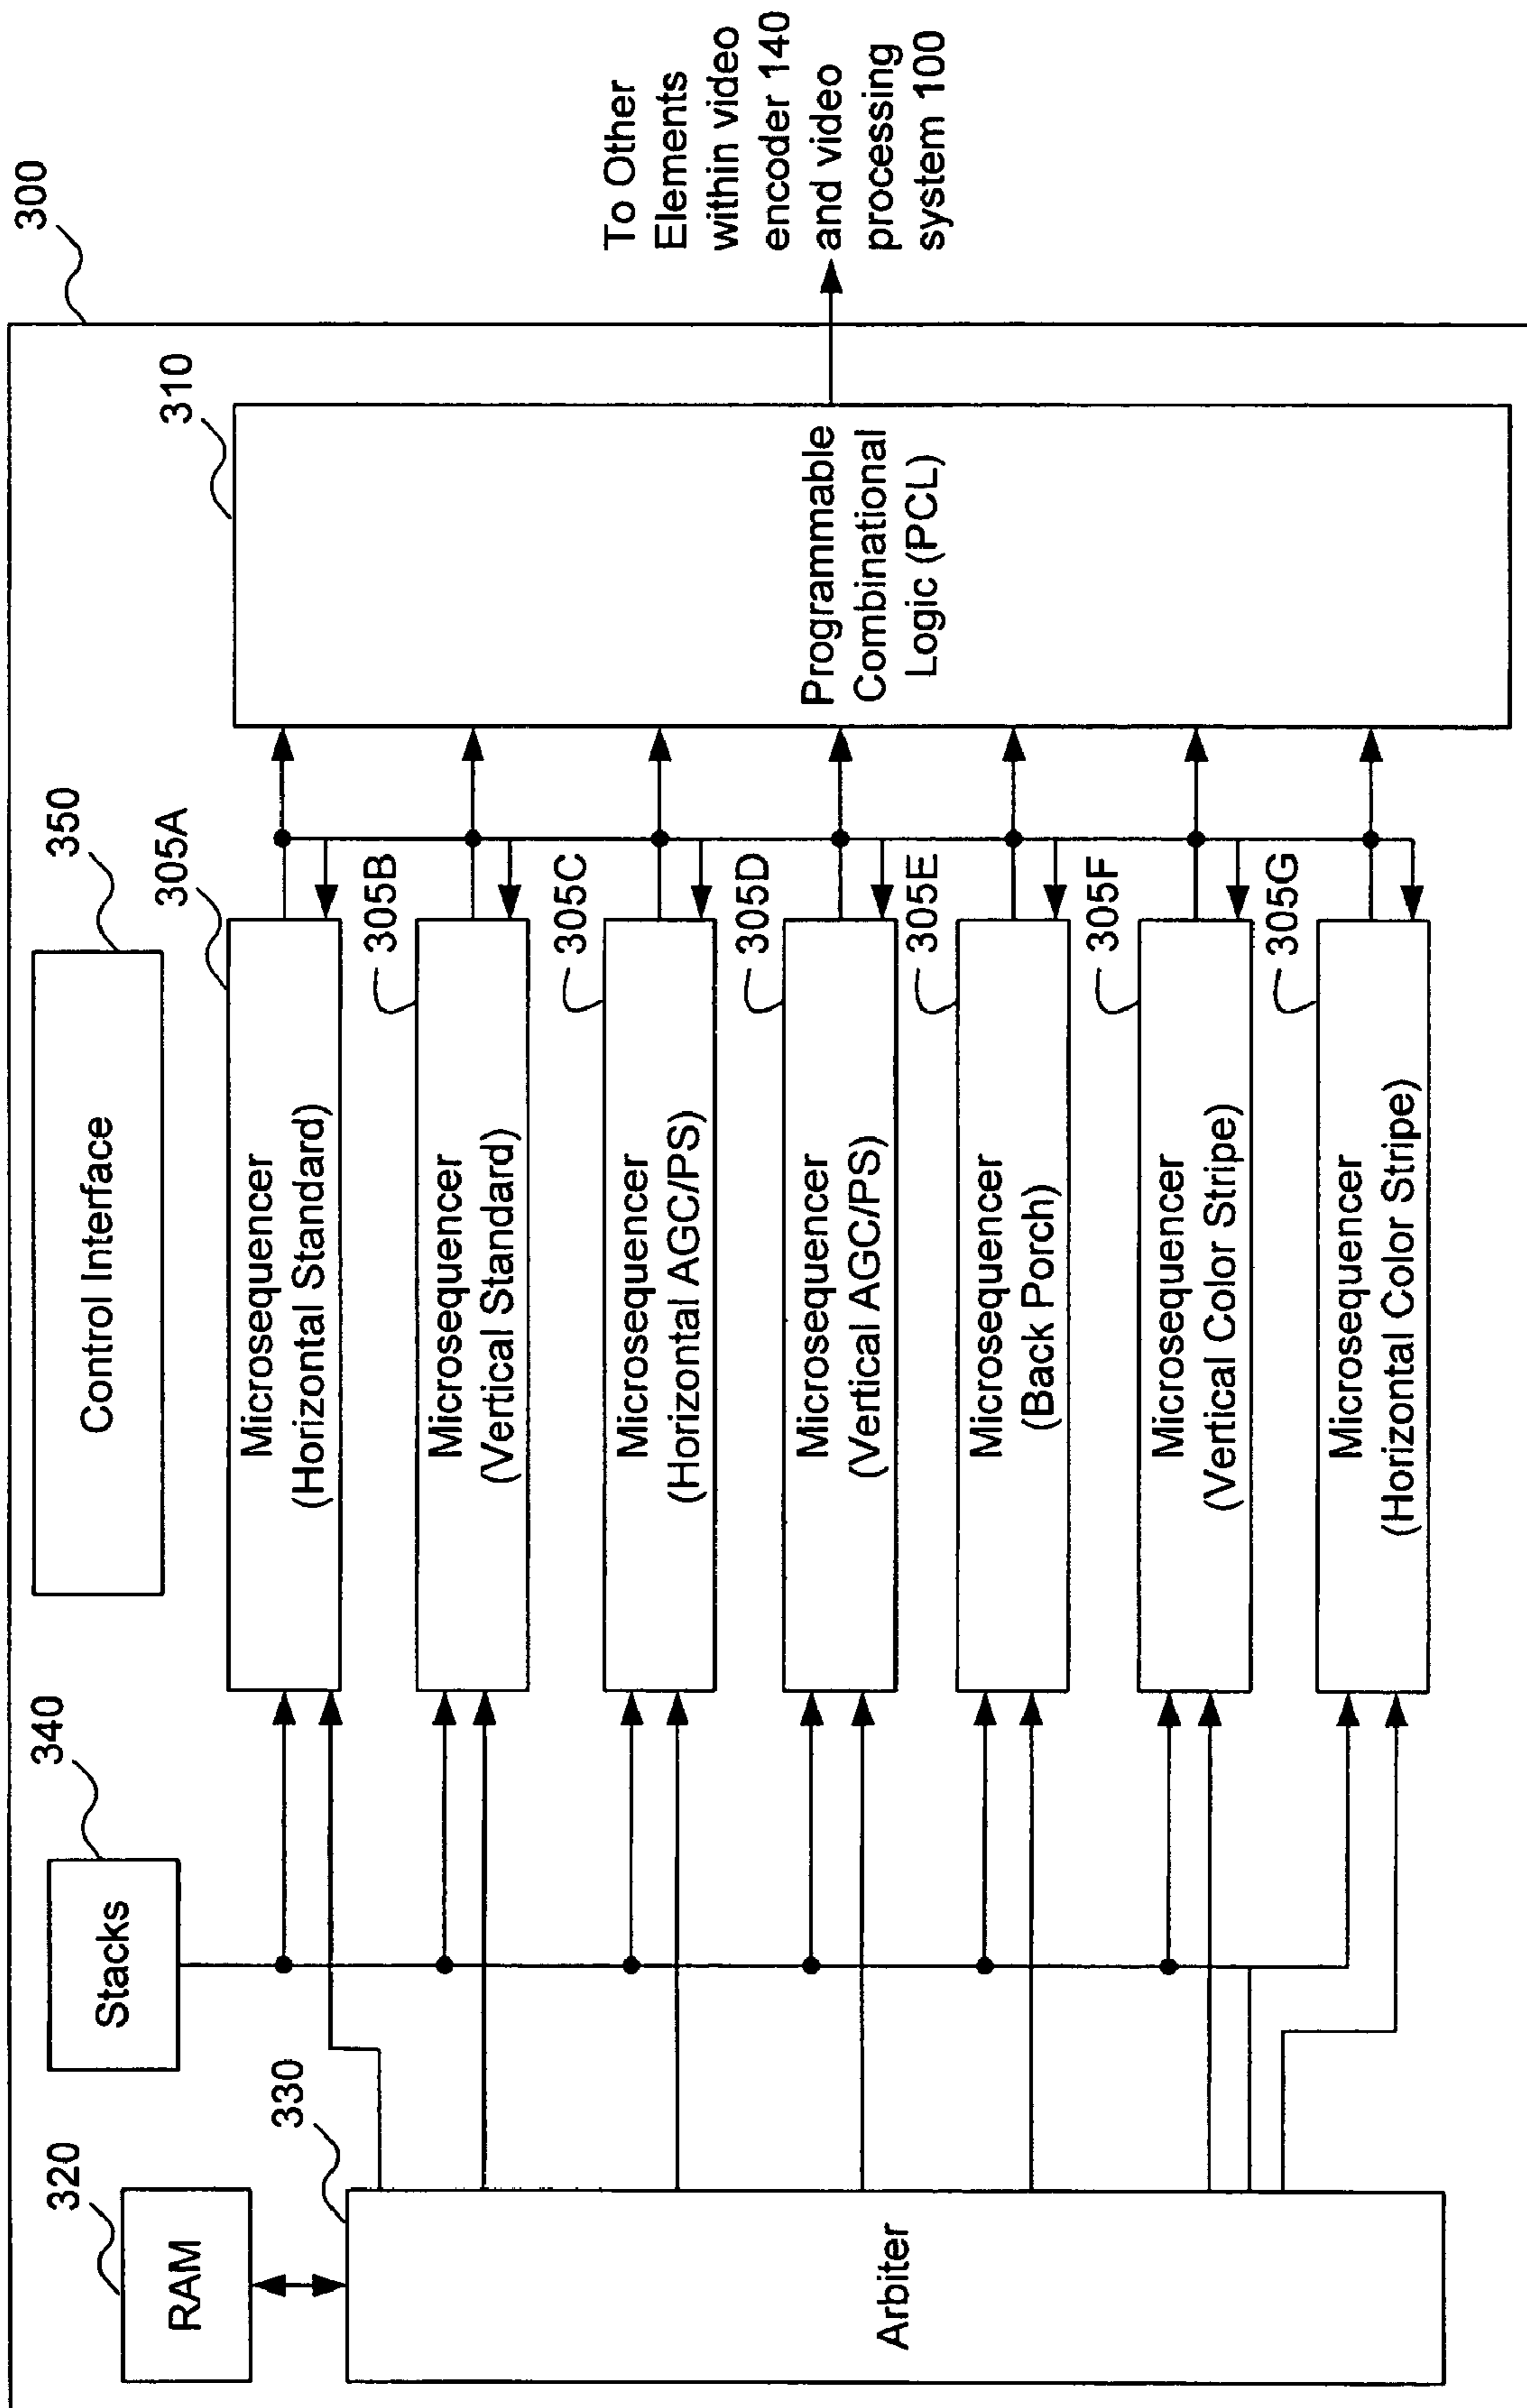 300
To Other
Elements
within video
encoder 140
and video
processing
system 100
310
Programmable
Combinational
Logic (PCL)
350
Control Interface
305A
Microsequencer
(Horizontal Standard)
305B
Microsequencer
(Vertical Standard)
305C
Microsequencer
(Horizontal AGC/PS)
305D
Microsequencer
(Vertical AGC/PS)
305E
Microsequencer
(Back Porch)
305F
Microsequencer
(Vertical Color Stripe)
305G
Microsequencer
(Horizontal Color Stripe)
340
Stacks
320
RAM
330
Arbiter